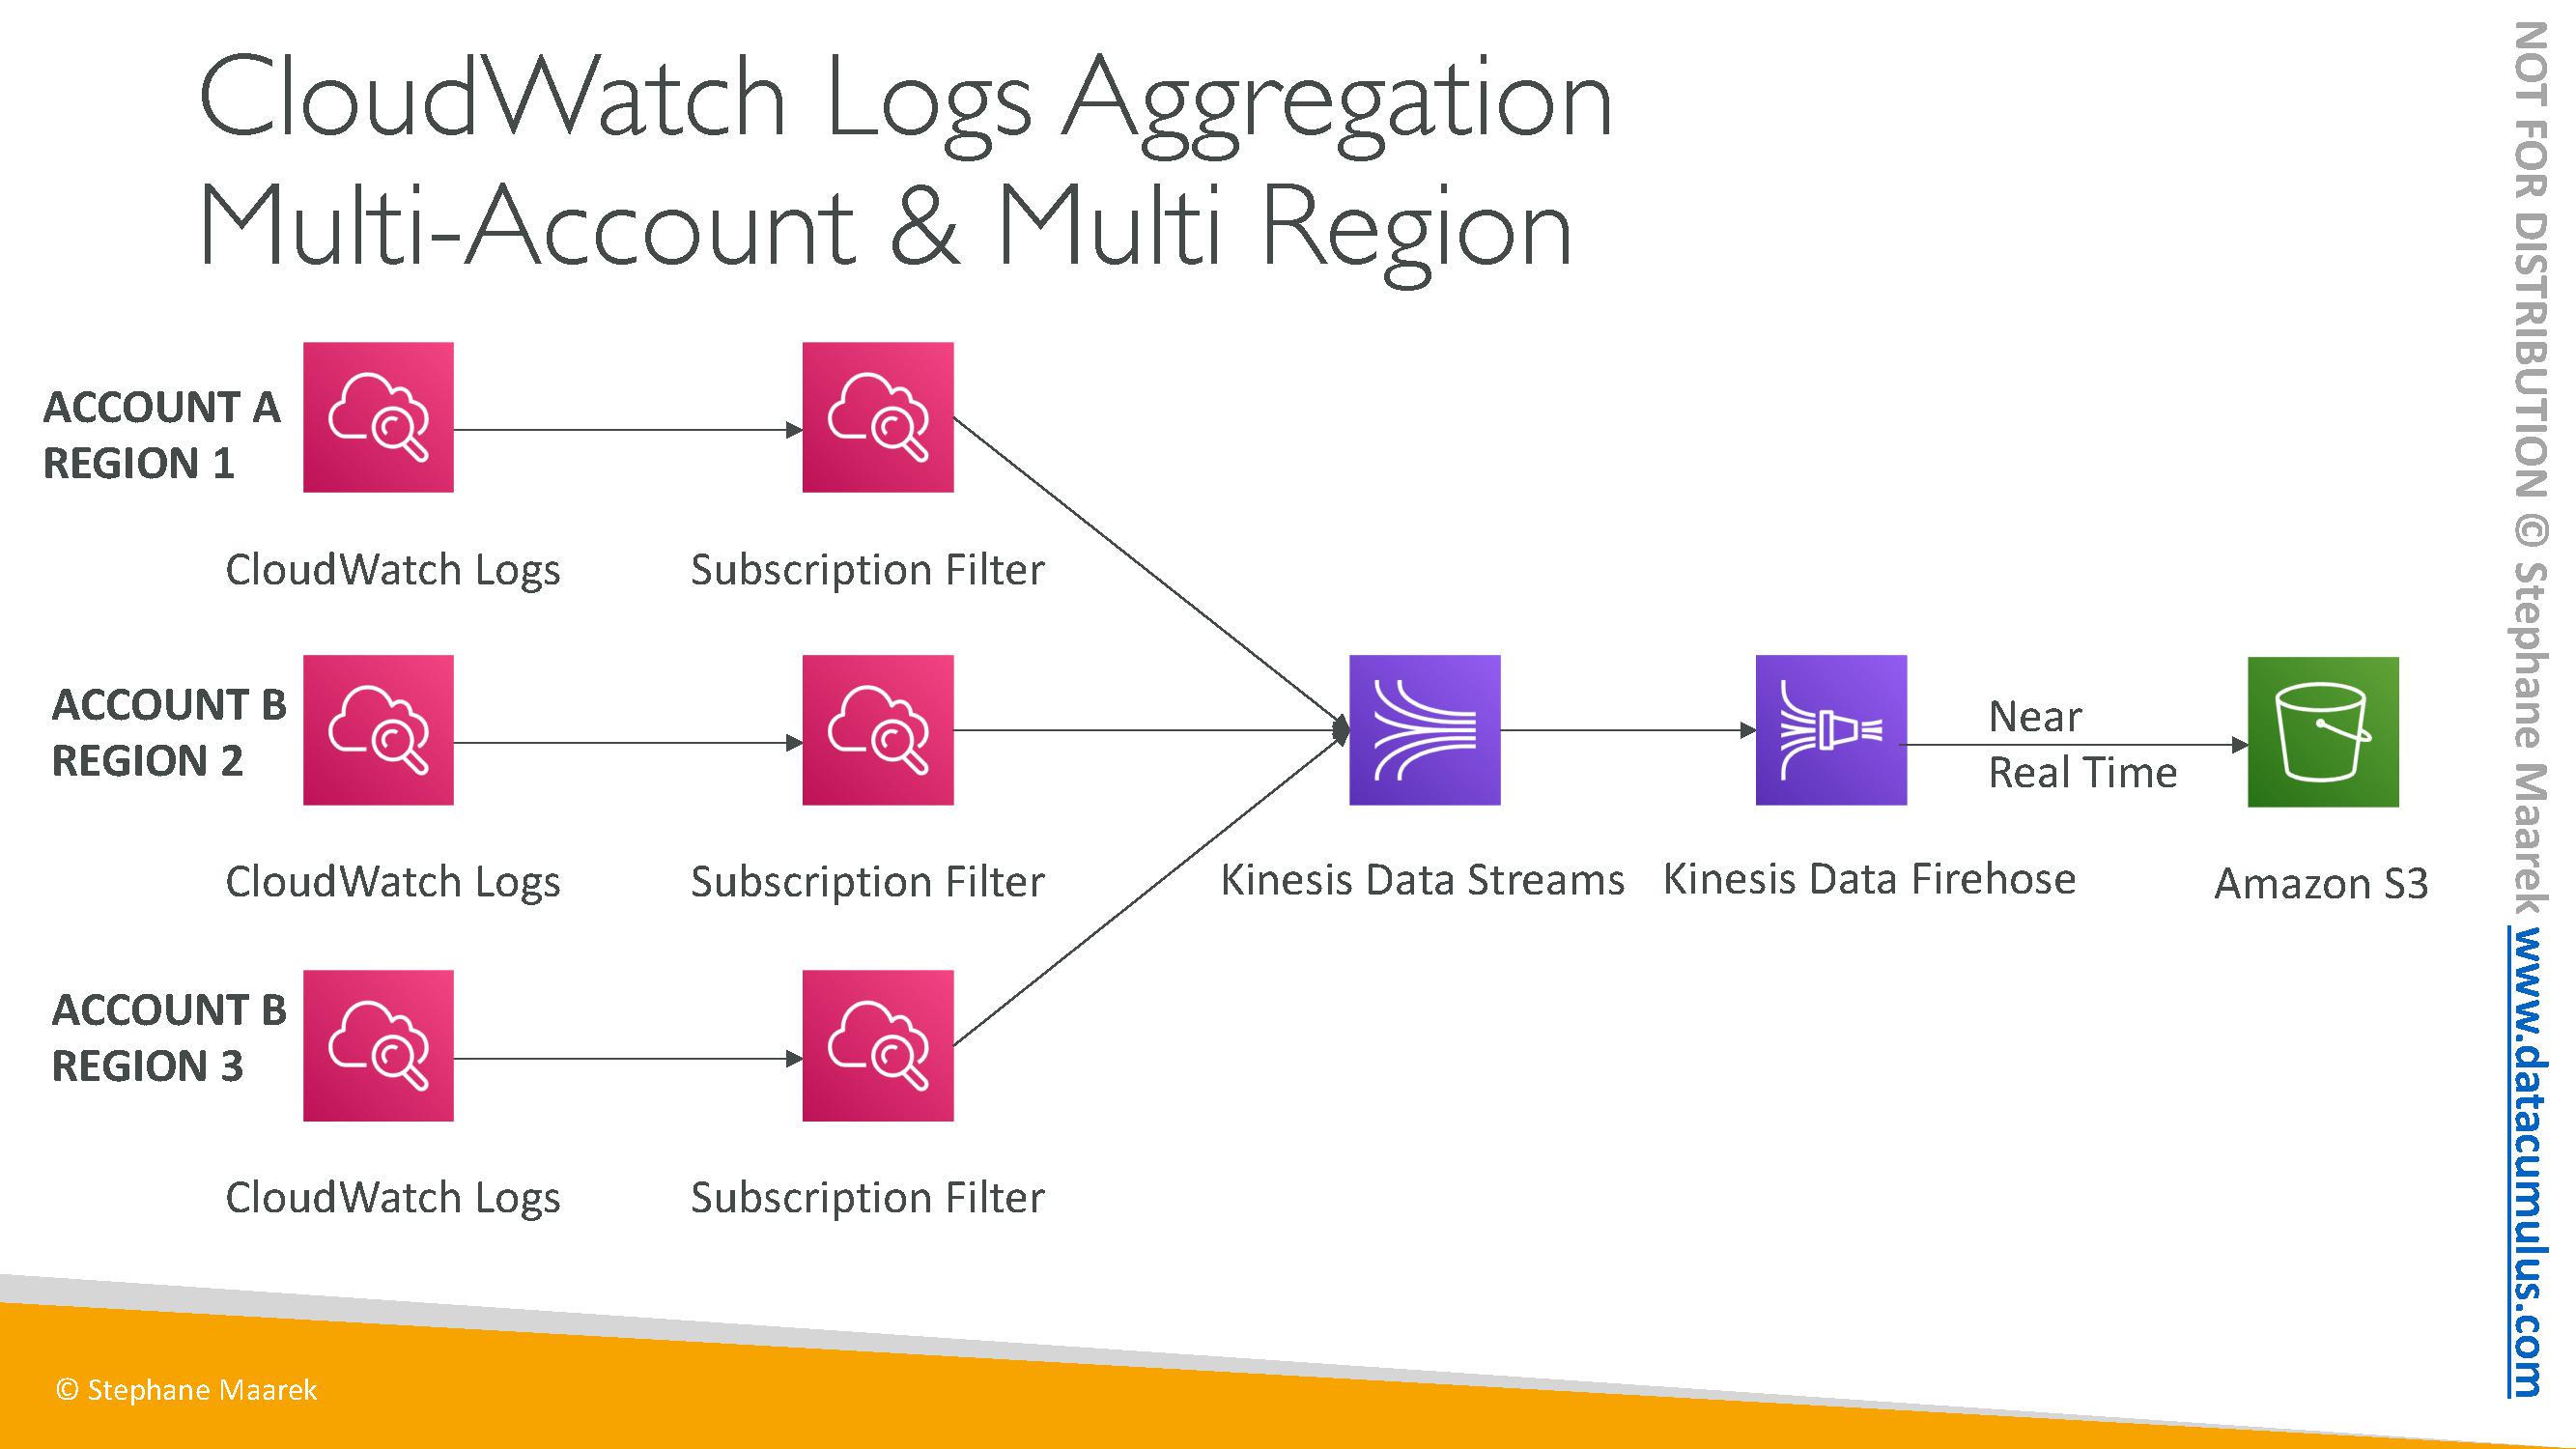 CloudWatch Logs Aggregation
Multi-Account & Multi Region
ACCOUNT A
REGION 1
CloudWatch Logs
Subscription Filter
ACCOUNT B
REGION 2
CloudWatch Logs
Subscription Filter
Kinesis Data Streams
Kinesis Data Firehose
Near
Real Time
Amazon S3
ACCOUNT B
REGION 3
CloudWatch Logs
Subscription Filter
© Stephane Maarek
NOT FOR DISTRIBUTION © Stephane Maarek www.datacumulus.com